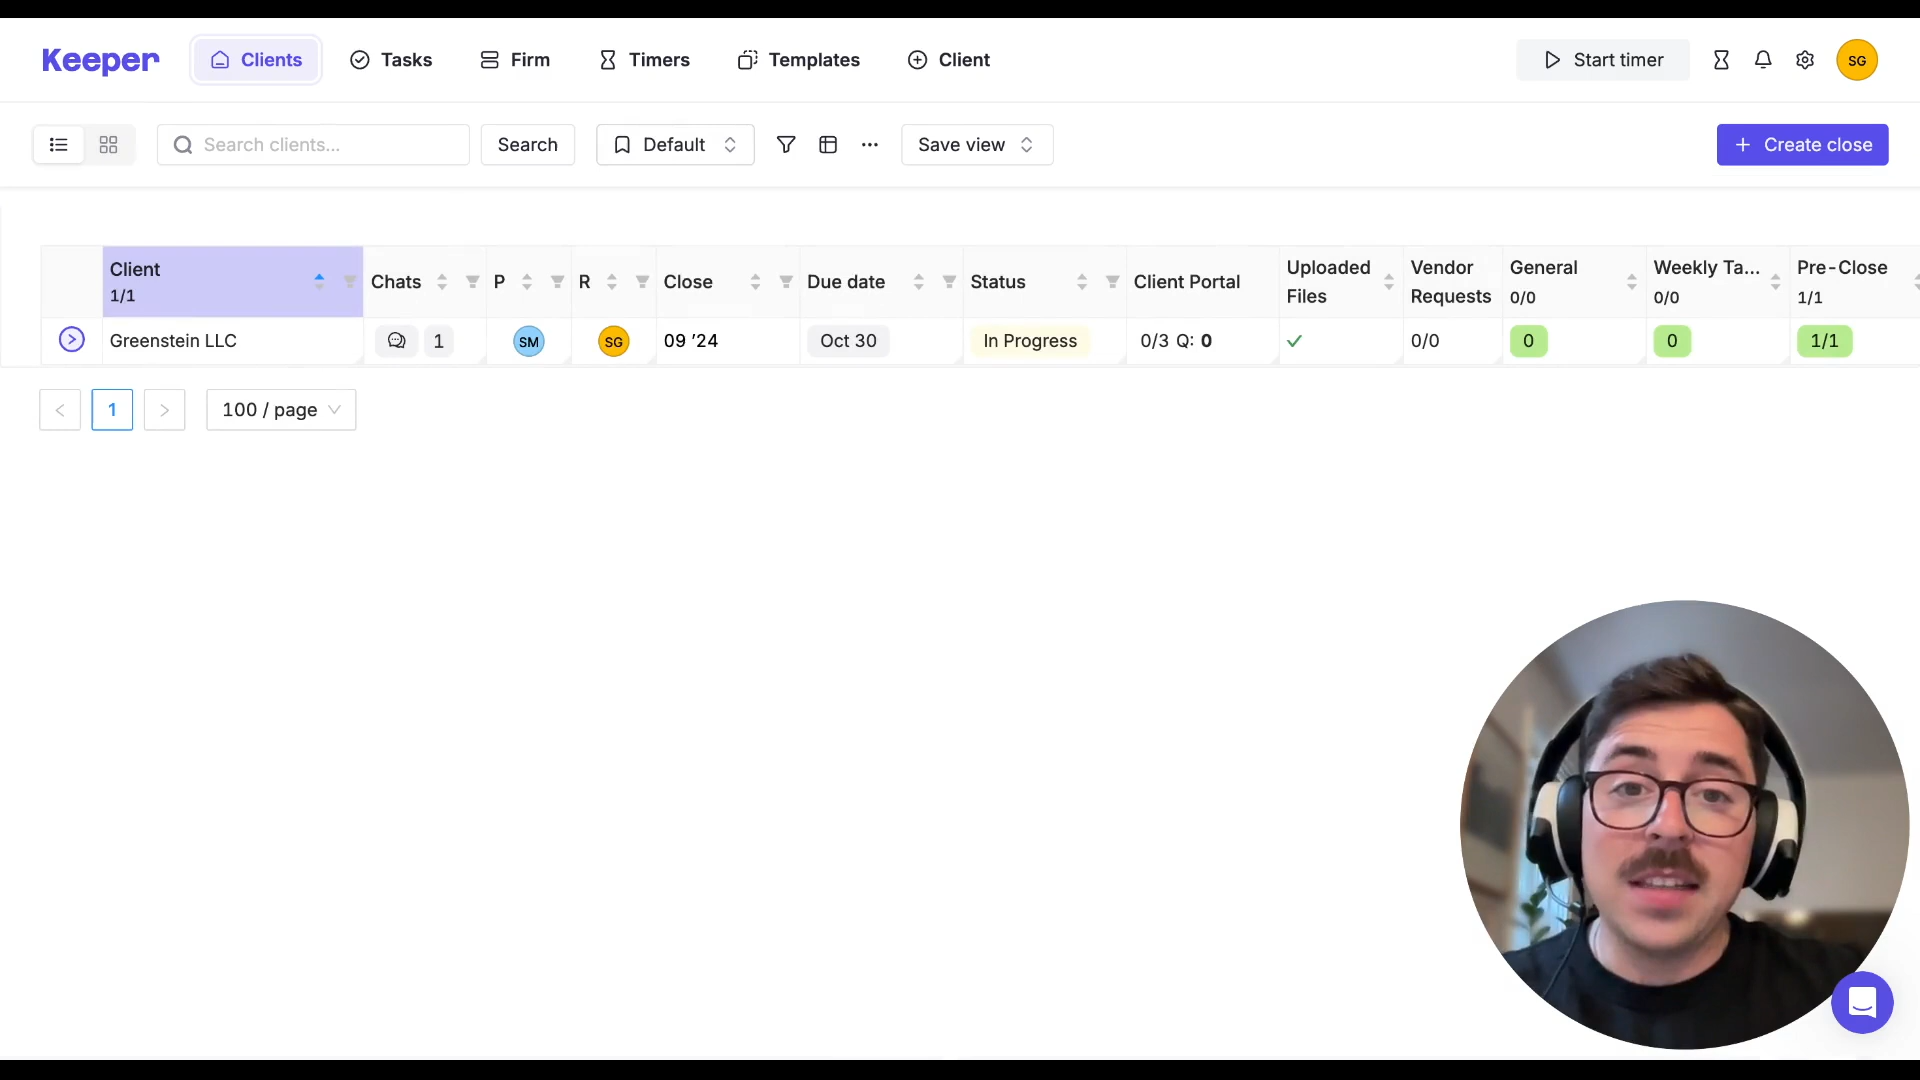 Keeper Clients Tasks Firm Timers Templates Client Start timer SG
Search clients... Search Default Save view Create close
Client
1/1
Chats P R Close Due date Status Client Portal
Uploaded
Files
Vendor
Requests
General
0/0
Weekly Ta...
0/0
Pre-Close
1/1
Greenstein LLC 1 SM SG 09 ’24 Oct 30 In Progress 0/3 Q: 0 0/0 0 0 1/1
< 1 > 100 / page